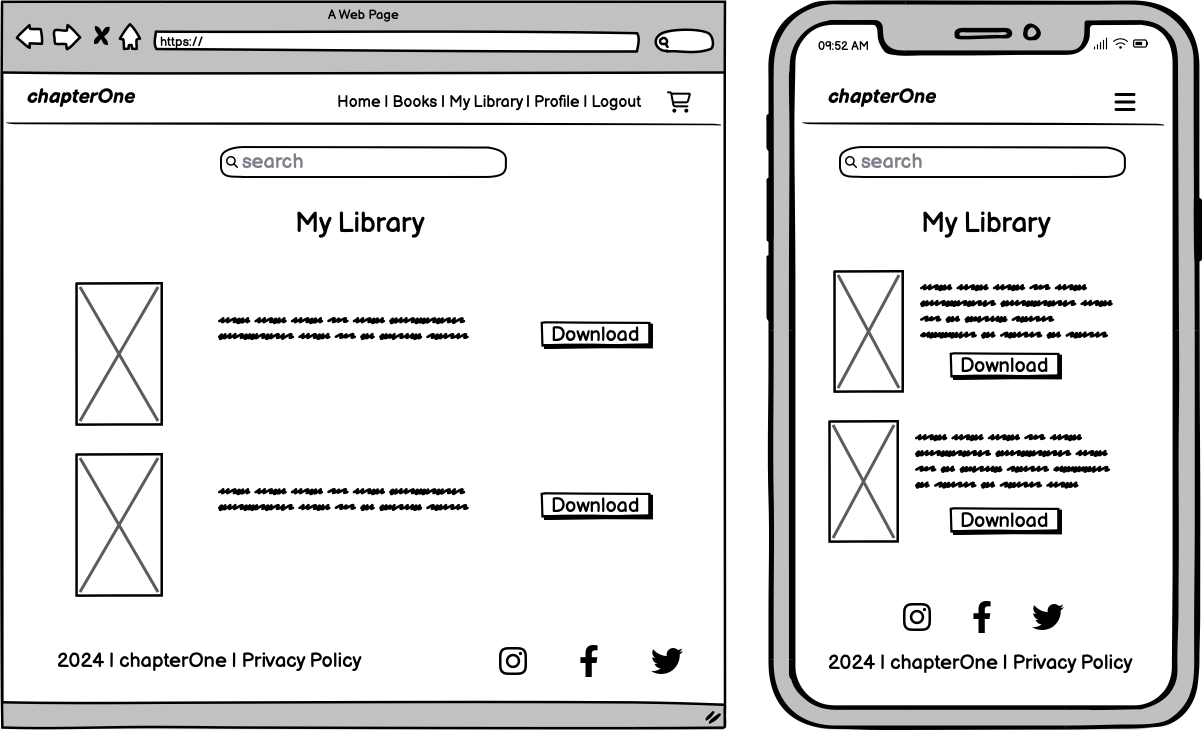 A Web Page
https://
chapterOne
Home | Books | My Library | Profile | Logout
search
My Library
Download
Download
2024 | chapterOne | Privacy Policy
09:52 AM
chapterOne
search
My Library
Download
Download
2024 | chapterOne | Privacy Policy